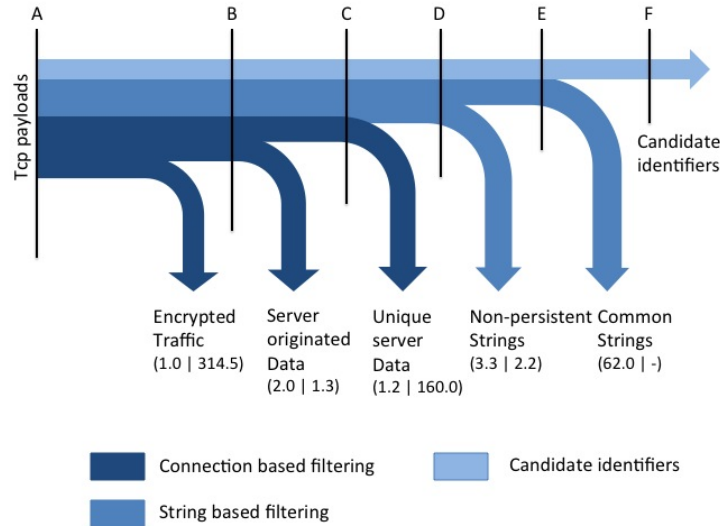 A
B
C
D
E
F
Tcp payloads
Candidate
identifiers
Encrypted
Traffic
(1.0 | 314.5)
Server
originated
Data
(2.0 | 1.3)
Unique
server
Data
(1.2 | 160.0)
Non-persistent
Strings
(3.3 | 2.2)
Common
Strings
(62.0 | -)
Connection based filtering
Candidate identifiers
String based filtering